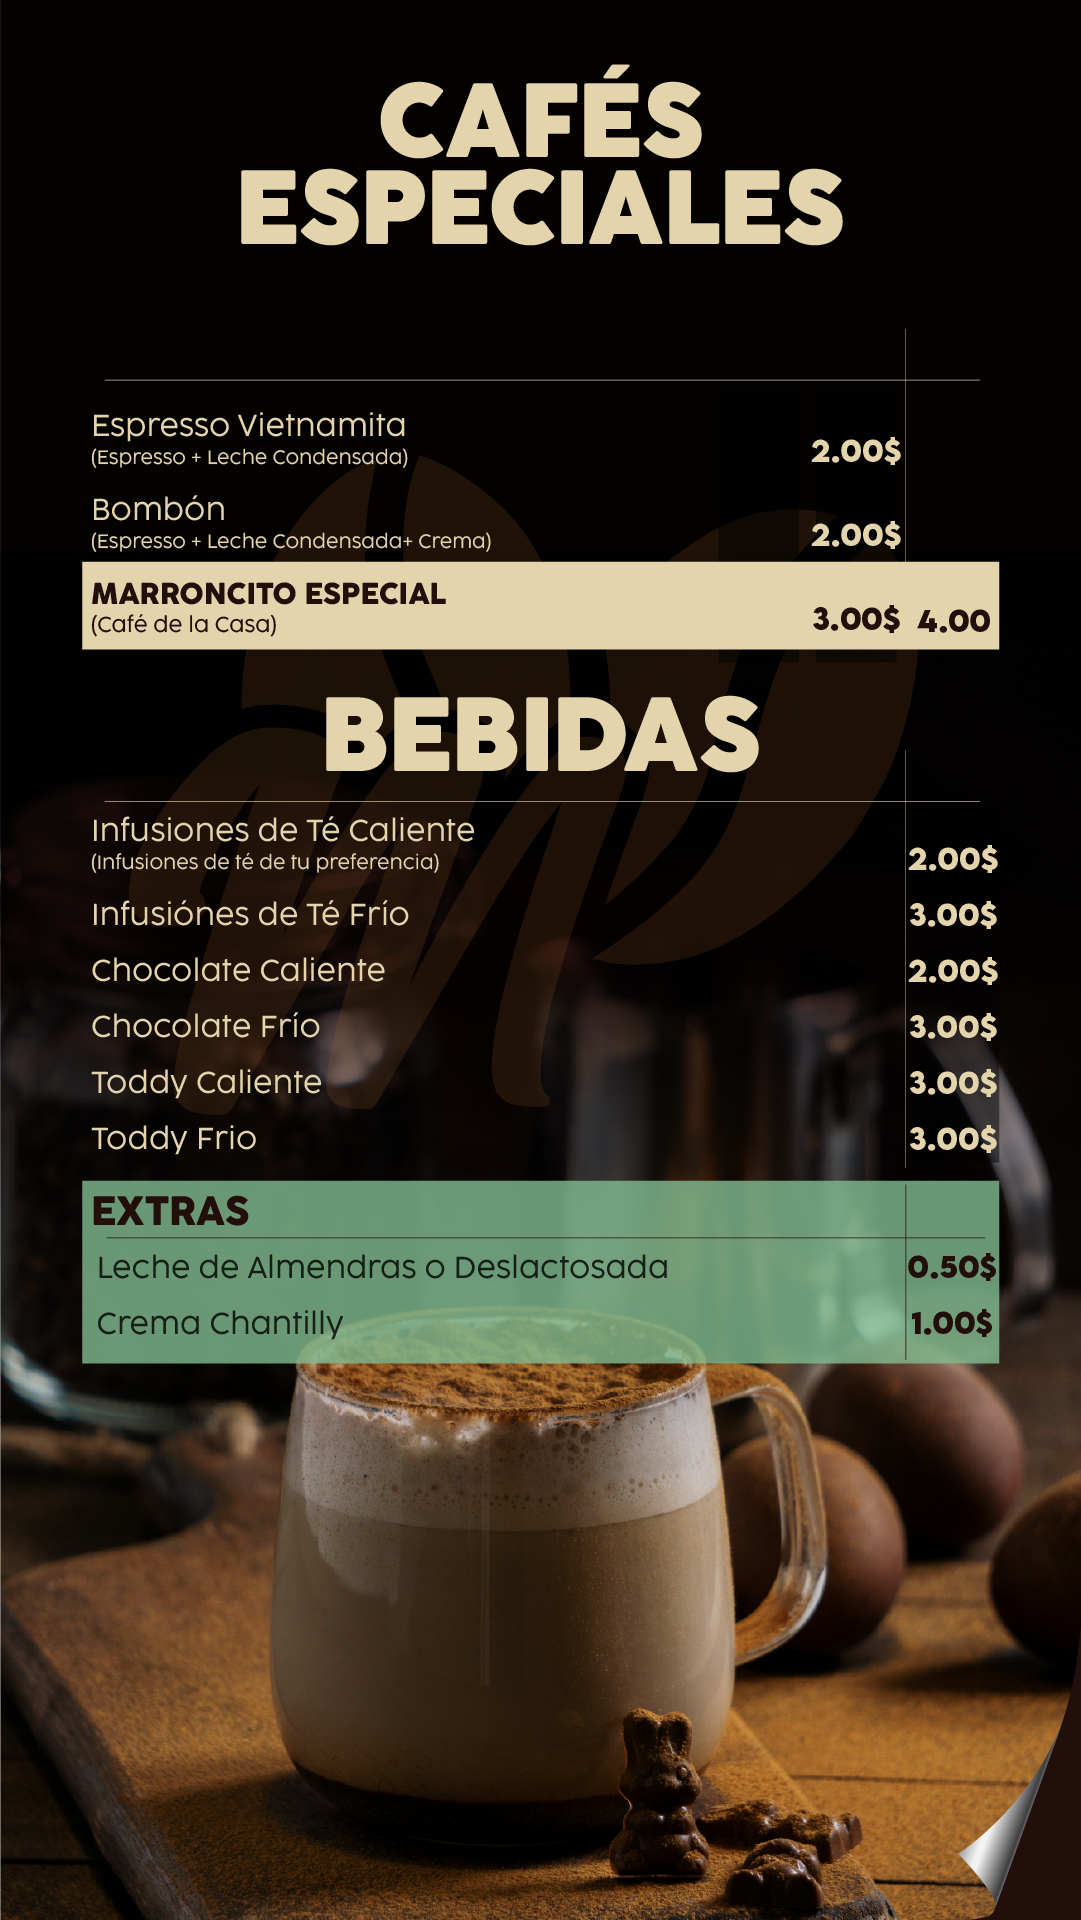 CAFÉS
ESPECIALES
Espresso Vietnamita
(Espresso + Leche Condensada)
2.00$
Bombón
(Espresso + Leche Condensada+ Crema)
2.00$
MARRONCITO ESPECIAL
(Café de la Casa)
3.00$ 4.00
BEBIDAS
Infusiones de Té Caliente
(Infusiones de té de tu preferencia)
2.00$
Infusiónes de Té Frío 3.00$
Chocolate Caliente 2.00$
Chocolate Frío 3.00$
Toddy Caliente 3.00$
Toddy Frio 3.00$
EXTRAS
Leche de Almendras o Deslactosada 0.50$
Crema Chantilly 1.00$